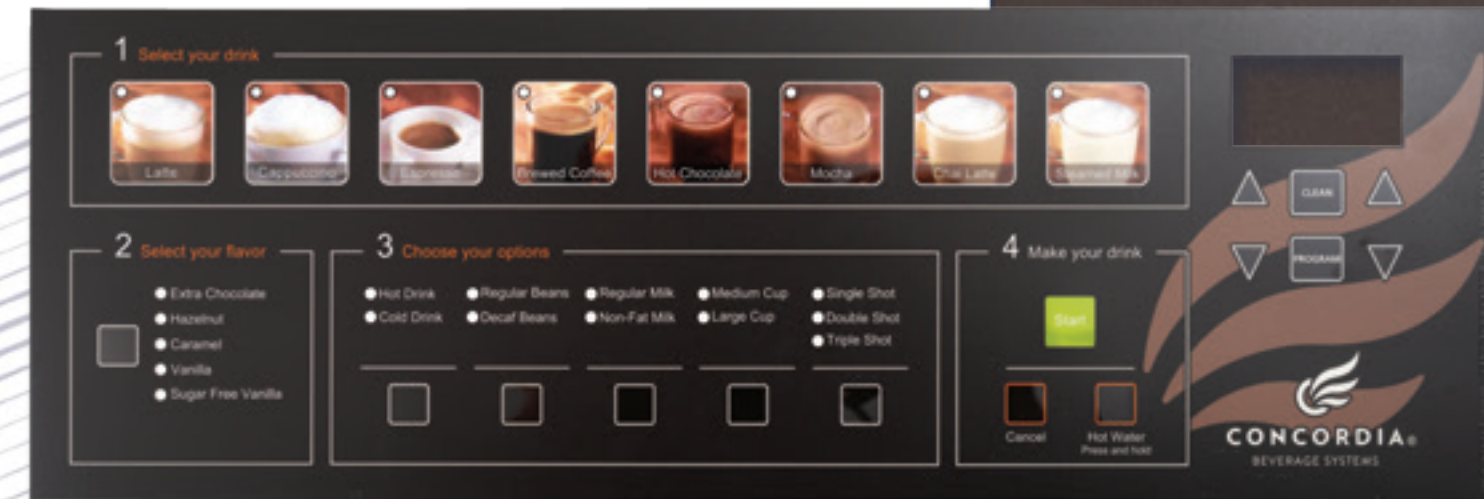 1 Select your drink
Latte
Cappuccino
Espresso
Brewed Coffee
Hot Chocolate
Mocha
Chai Latte
Steamed Milk
CLEAN
PROGRAM
2 Select your flavor
Extra Chocolate
Hazelnut
Caramel
Vanilla
Sugar Free Vanilla
3 Choose your options
Hot Drink
Cold Drink
Regular Beans
Decaf Beans
Regular Milk
Non-Fat Milk
Medium Cup
Large Cup
Single Shot
Double Shot
Triple Shot
4 Make your drink
Start
Cancel
Hot Water
Press and hold
CONCORDIA®
BEVERAGE SYSTEMS